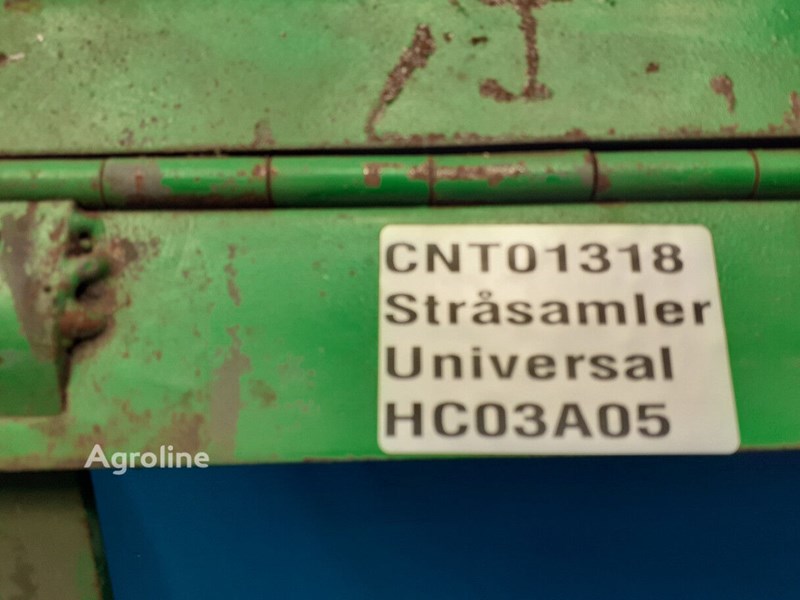 CNT01318
Stråsamler
Universal
HC03A05
Agroline